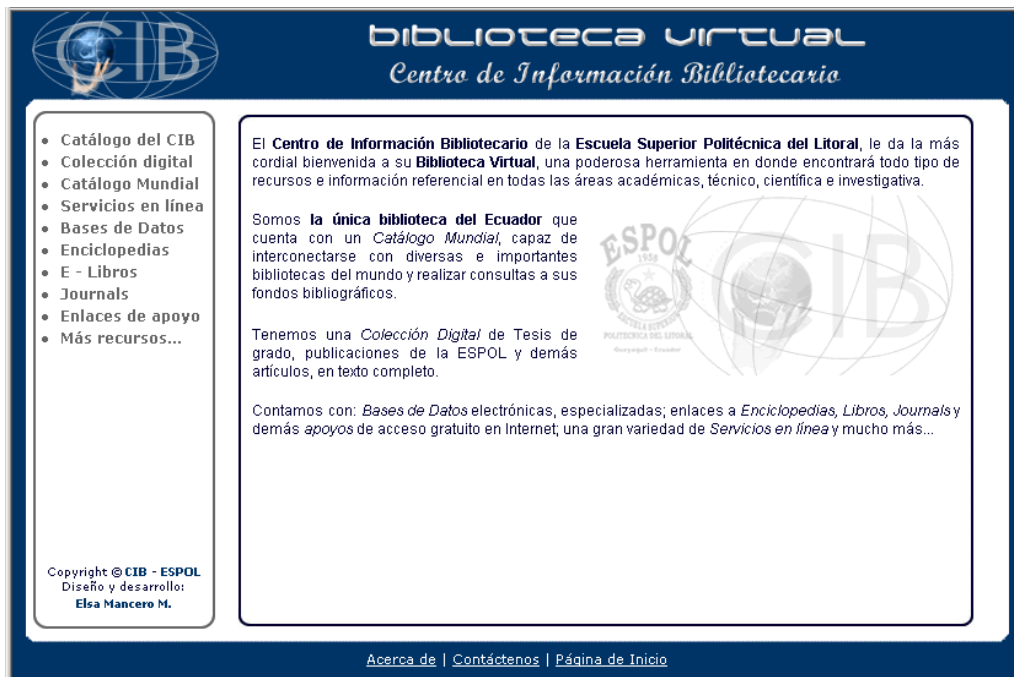 CIB
biblioteca virtual
Centro de Información Bibliotecario
• Catálogo del CIB
• Colección digital
• Catálogo Mundial
• Servicios en línea
• Bases de Datos
• Enciclopedias
• E - Libros
• Journals
• Enlaces de apoyo
• Más recursos...
Copyright © CIB - ESPOL
Diseño y desarrollo:
Elsa Mancero M.
El Centro de Información Bibliotecario de la Escuela Superior Politécnica del Litoral, le da la más
cordial bienvenida a su Biblioteca Virtual, una poderosa herramienta en donde encontrará todo tipo de
recursos e información referencial en todas las áreas académicas, técnico, científica e investigativa.
Somos la única biblioteca del Ecuador que
cuenta con un Catálogo Mundial, capaz de
interconectarse con diversas e importantes
bibliotecas del mundo y realizar consultas a sus
fondos bibliográficos.
Tenemos una Colección Digital de Tesis de
grado, publicaciones de la ESPOL y demás
artículos, en texto completo.
ESPOL
1958
ESCUELA SUPERIOR
POLITECNICA DEL LITORAL
Guayaquil - Ecuador
CIB
Contamos con: Bases de Datos electrónicas, especializadas; enlaces a Enciclopedias, Libros, Journals y
demás apoyos de acceso gratuito en Internet; una gran variedad de Servicios en línea y mucho más...
Acerca de | Contáctenos | Página de Inicio